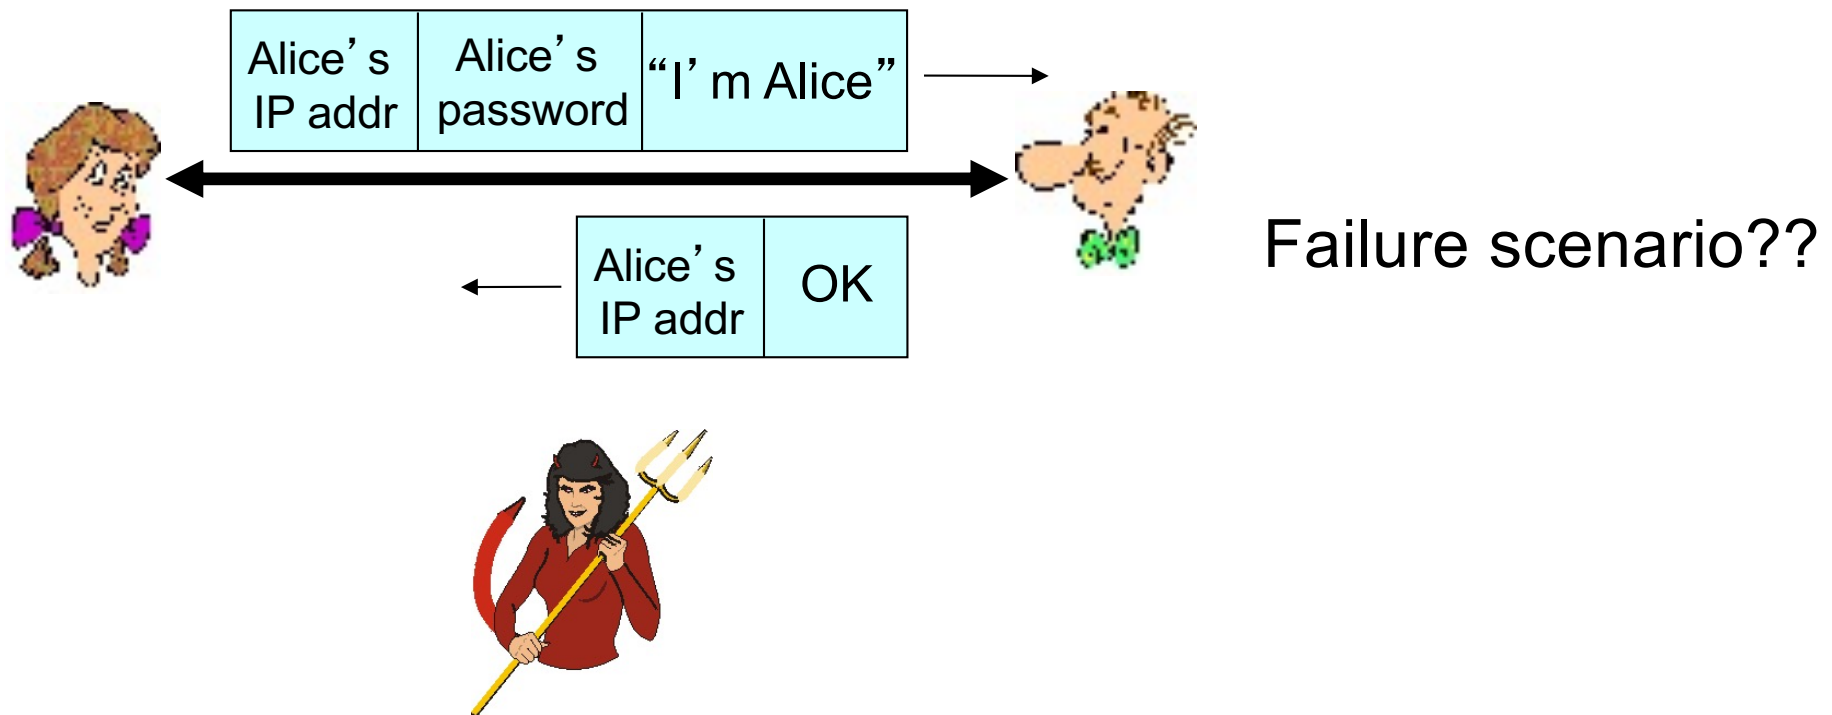 Alice’s
IP addr
Alice’s
password
“I’m Alice”
Alice’s
IP addr
OK
Failure scenario??